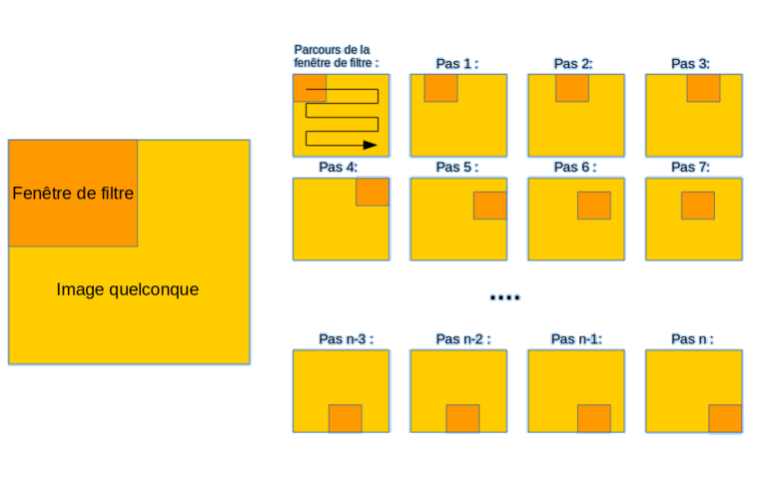 Parcours de la
fenêtre de filtre :
Pas 1 :
Pas 2:
Pas 3:
Fenêtre de filtre
Image quelconque
Pas 4:
Pas 5 :
Pas 6 :
Pas 7:
....
Pas n-3 :
Pas n-2 :
Pas n-1:
Pas n :